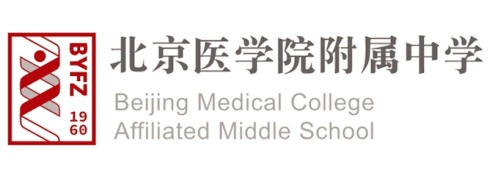 BYFZ
19
60
北京医学院附属中学
Beijing Medical College
Affiliated Middle School